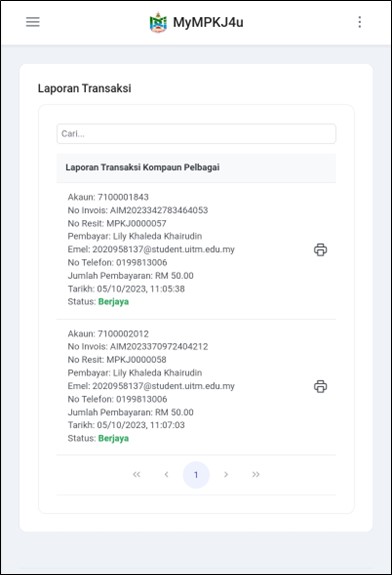 MyMPKJ4u
Laporan Transaksi
Cari...
Laporan Transaksi Kompaun Pelbagai
Akaun: 7100001843
No Invois: AIM2023342783464053
No Resit: MPKJ0000057
Pembayar: Lily Khaleda Khairudin
Emel: 2020958137@student.uitm.edu.my
No Telefon: 0199813006
Jumlah Pembayaran: RM 50.00
Tarikh: 05/10/2023, 11:05:38
Status: Berjaya
Akaun: 7100002012
No Invois: AIM2023370972404212
No Resit: MPKJ0000058
Pembayar: Lily Khaleda Khairudin
Emel: 2020958137@student.uitm.edu.my
No Telefon: 0199813006
Jumlah Pembayaran: RM 50.00
Tarikh: 05/10/2023, 11:07:03
Status: Berjaya
1